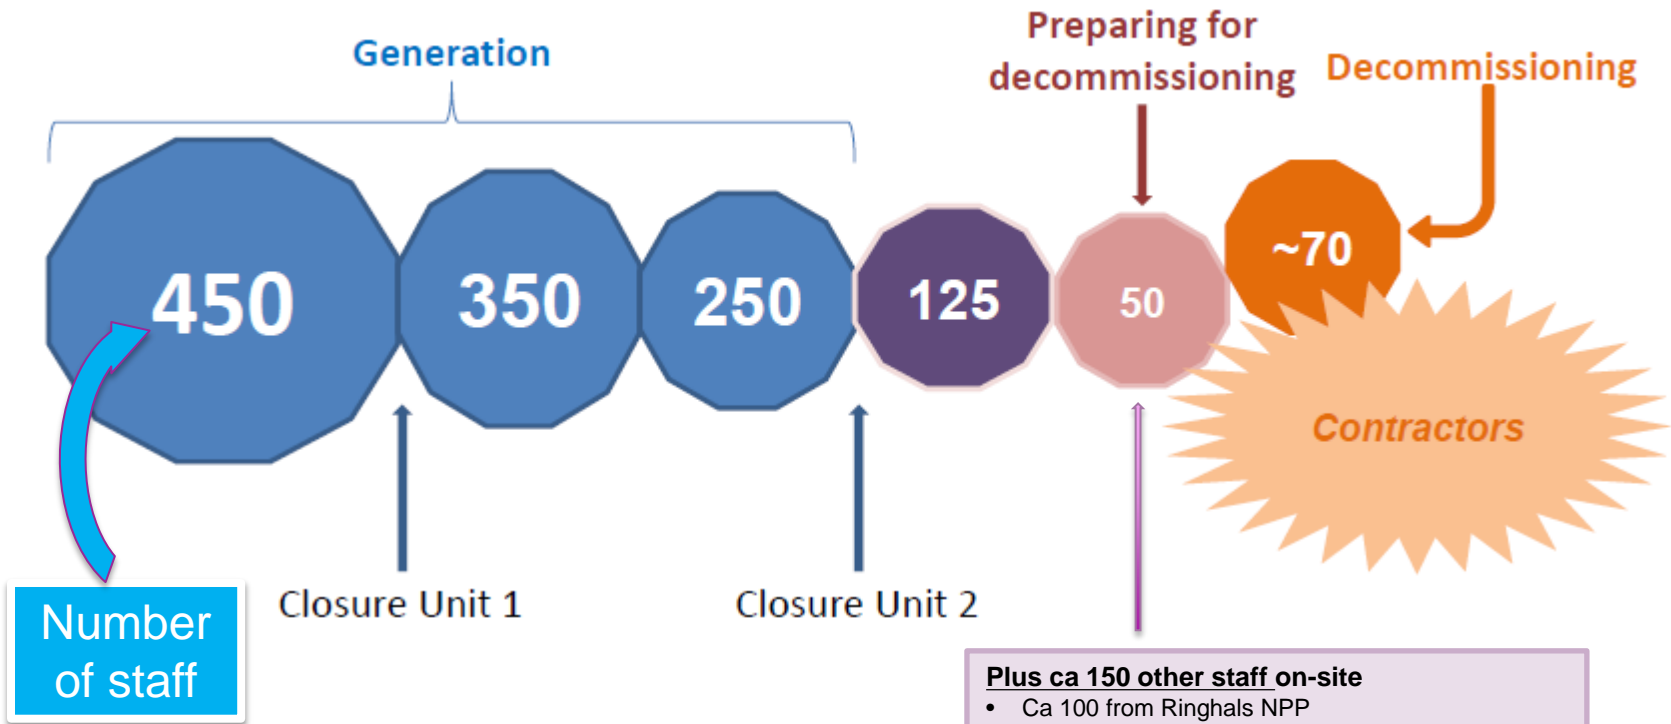 Generation
Preparing for
decommissioning
Decommissioning
450
350
250
125
50
~70
Contractors
Closure Unit 1
Closure Unit 2
Number
of staff
Plus ca 150 other staff on-site
• Ca 100 from Ringhals NPP